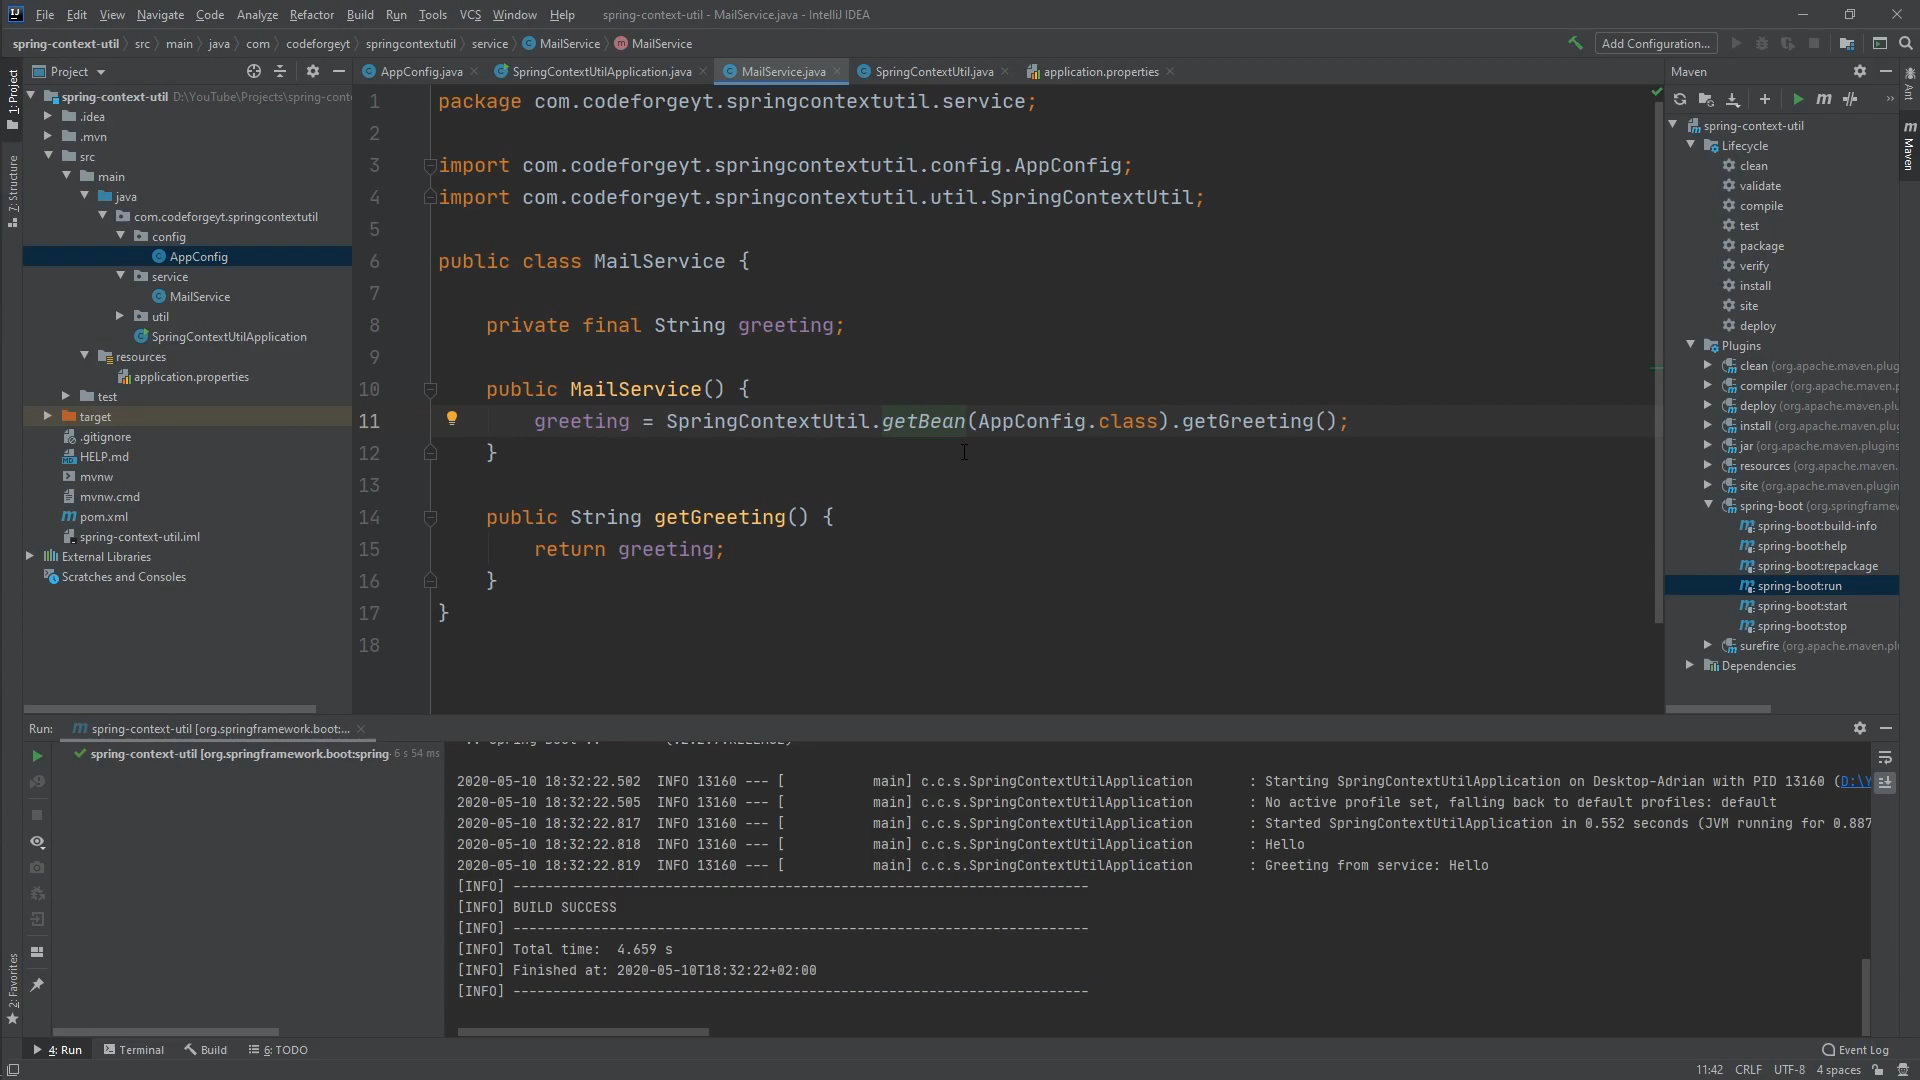 File Edit View Navigate Code Analyze Refactor Build Run Tools VCS Window Help spring-context-util - MailService.java - IntelliJ IDEA
spring-context-util src main java com codeforgeyt springcontextutil service MailService MailService Add Configuration...
Project
AppConfig.java SpringContextUtilApplication.java MailService.java SpringContextUtil.java application.properties
Maven
1: Project
7: Structure
2: Favorites
spring-context-util D:\YouTube\Projects\spring-cont
.idea
.mvn
src
main
java
com.codeforgeyt.springcontextutil
config
AppConfig
service
MailService
util
SpringContextUtilApplication
resources
application.properties
test
target
.gitignore
HELP.md
mvnw
mvnw.cmd
pom.xml
spring-context-util.iml
External Libraries
Scratches and Consoles
1 package com.codeforgeyt.springcontextutil.service;
2
3 import com.codeforgeyt.springcontextutil.config.AppConfig;
4 import com.codeforgeyt.springcontextutil.util.SpringContextUtil;
5
6 public class MailService {
7
8 private final String greeting;
9
10 public MailService() {
11 greeting = SpringContextUtil.getBean(AppConfig.class).getGreeting();
12 }
13
14 public String getGreeting() {
15 return greeting;
16 }
17 }
18
spring-context-util
Lifecycle
clean
validate
compile
test
package
verify
install
site
deploy
Plugins
clean (org.apache.maven.plug
compiler (org.apache.maven.p
deploy (org.apache.maven.plu
install (org.apache.maven.plu
jar (org.apache.maven.plugins
resources (org.apache.maven.
site (org.apache.maven.plugin
spring-boot (org.springframew
spring-boot:build-info
spring-boot:help
spring-boot:repackage
spring-boot:run
spring-boot:start
spring-boot:stop
surefire (org.apache.maven.pl
Dependencies
Ant
Maven
Run: spring-context-util [org.springframework.boot:...
spring-context-util [org.springframework.boot:spring- 6 s 54 ms
2020-05-10 18:32:22.502 INFO 13160 --- [ main] c.c.s.SpringContextUtilApplication : Starting SpringContextUtilApplication on Desktop-Adrian with PID 13160 (D:\Y
2020-05-10 18:32:22.505 INFO 13160 --- [ main] c.c.s.SpringContextUtilApplication : No active profile set, falling back to default profiles: default
2020-05-10 18:32:22.817 INFO 13160 --- [ main] c.c.s.SpringContextUtilApplication : Started SpringContextUtilApplication in 0.552 seconds (JVM running for 0.887
2020-05-10 18:32:22.818 INFO 13160 --- [ main] c.c.s.SpringContextUtilApplication : Hello
2020-05-10 18:32:22.819 INFO 13160 --- [ main] c.c.s.SpringContextUtilApplication : Greeting from service: Hello
[INFO] ------------------------------------------------------------------------
[INFO] BUILD SUCCESS
[INFO] ------------------------------------------------------------------------
[INFO] Total time: 4.659 s
[INFO] Finished at: 2020-05-10T18:32:22+02:00
[INFO] ------------------------------------------------------------------------
4: Run Terminal Build 6: TODO Event Log
11:42 CRLF UTF-8 4 spaces